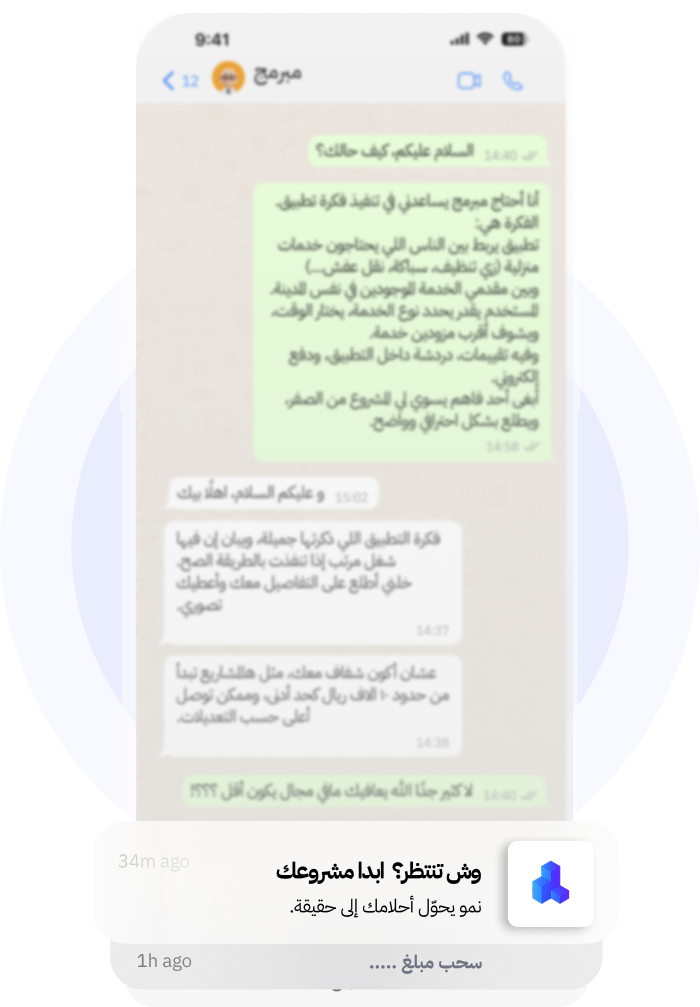 9:41
12
مبرمج
السلام عليكم، كيف حالك؟
14:40
أنا أحتاج مبرمج يساعدني في تنفيذ فكرة تطبيق.
الفكرة هي:
تطبيق يربط بين الناس اللي يحتاجون خدمات
منزلية (زي تنظيف، سباكة، نقل عفش...)
وبين مقدمي الخدمة الموجودين في نفس المدينة.
المستخدم يقدر يحدد نوع الخدمة، يختار الوقت،
ويشوف أقرب مزودين خدمة.
وفيه تقييمات، دردشة داخل التطبيق، ودفع
إلكتروني.
أبغى أحد فاهم يسوي لي المشروع من الصفر،
ويطلع بشكل احترافي وواضح.
14:58
و عليكم السلام، اهلًا بيك
15:02
فكرة التطبيق اللي ذكرتها جميلة، ويبان إن فيها
شغل مرتب إذا تنفذت بالطريقة الصح.
خلني أطلع على التفاصيل معك وأعطيك
تصوري.
14:37
عشان أكون شفاف معك، مثل هالمشاريع تبدأ
من حدود ١٠ الاف ريال كحد أدنى، وممكن توصل
أعلى حسب التعديلات.
14:38
لا كثير جدًا الله يعافيك مافي مجال يكون أقل ؟؟؟!
14:40
34m ago
وش تنتظر؟ ابدا مشروعك
نمو يحوّل أحلامك إلى حقيقة.
سحب مبلغ .....
1h ago